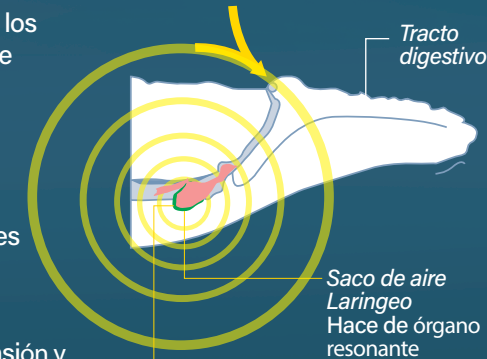 los
e
Tracto
digestivo
es
Saco de aire
Laringeo
Hace de órgano
resonante
sión y